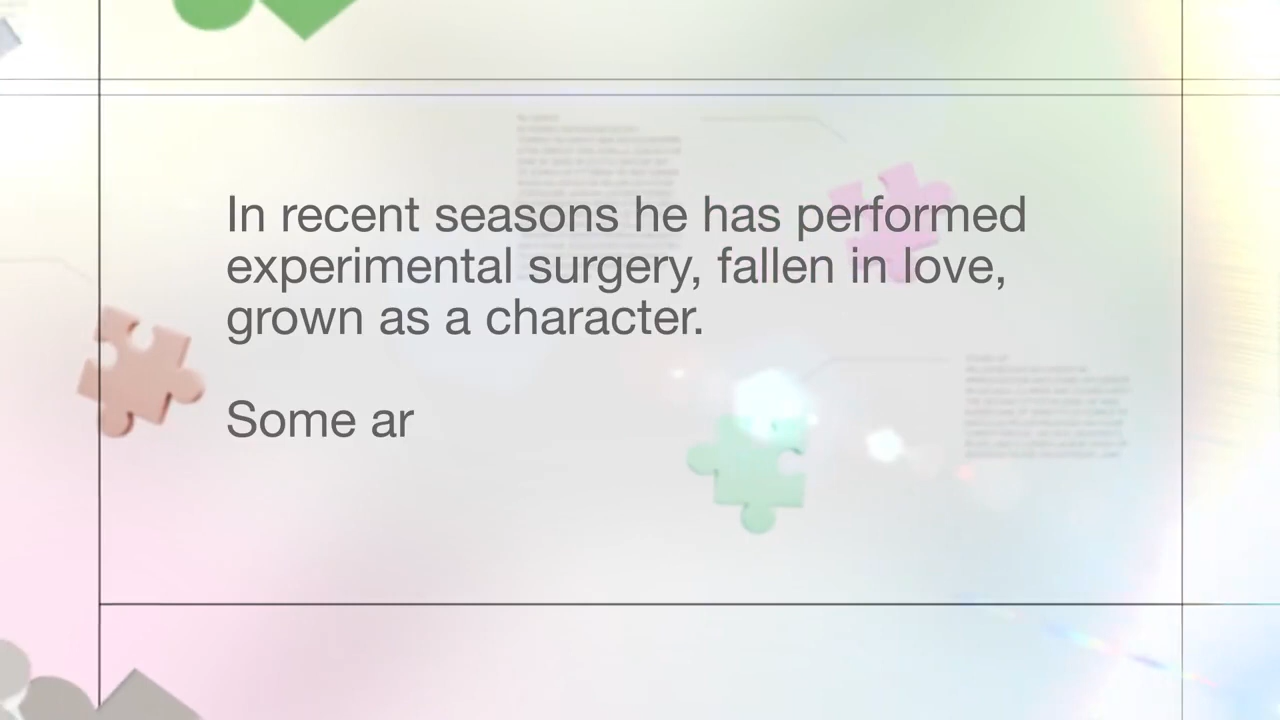 In recent seasons he has performed
experimental surgery, fallen in love,
grown as a character.
Some ar